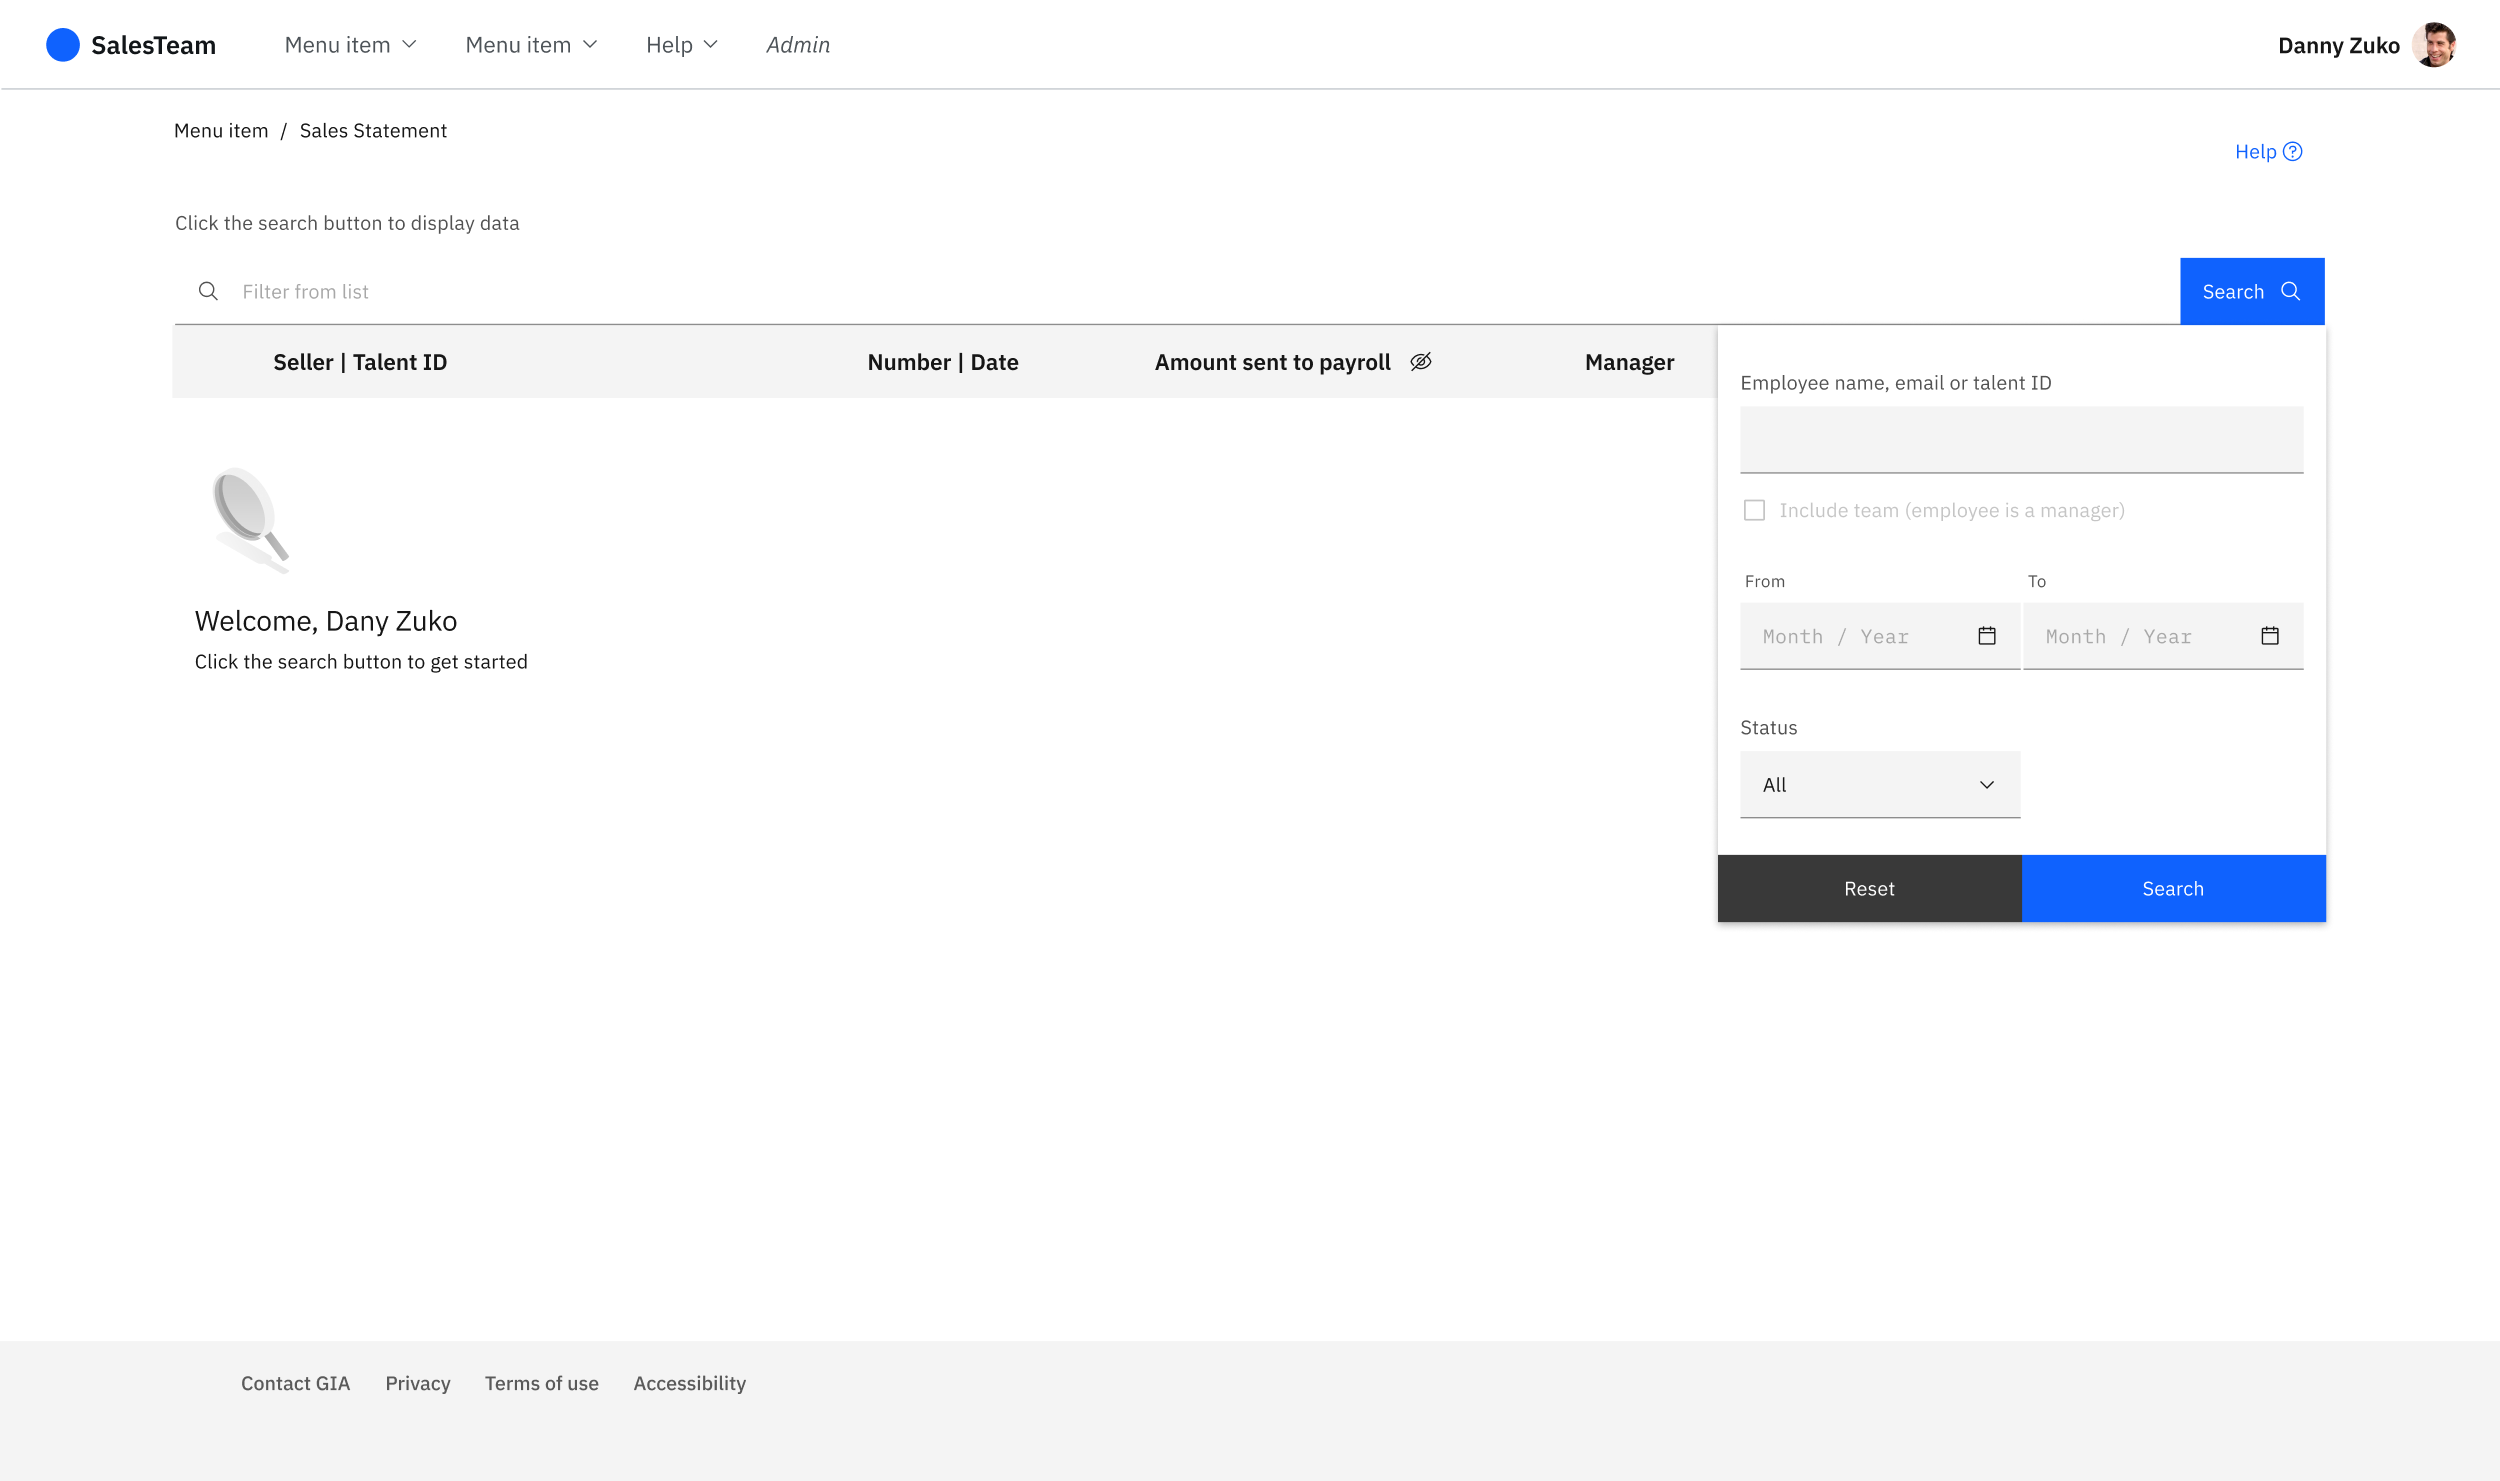 SalesTeam Menu item Menu item Help Admin Danny Zuko
Menu item / Sales Statement
Help
Click the search button to display data
Filter from list
Search
Seller | Talent ID Number | Date Amount sent to payroll Manager
Employee name, email or talent ID
Include team (employee is a manager)
From To
Month / Year Month / Year
Status
All
Reset Search
Welcome, Dany Zuko
Click the search button to get started
Contact GIA Privacy Terms of use Accessibility